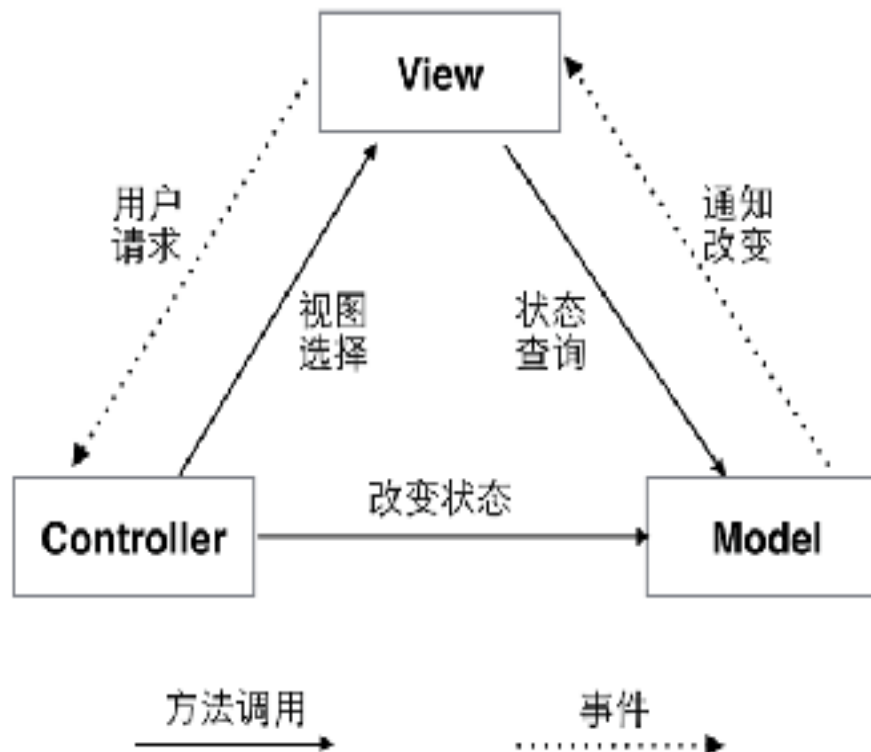 View
用户
请求
通知
改变
视图
选择
状态
查询
改变状态
Controller
Model
方法调用
事件